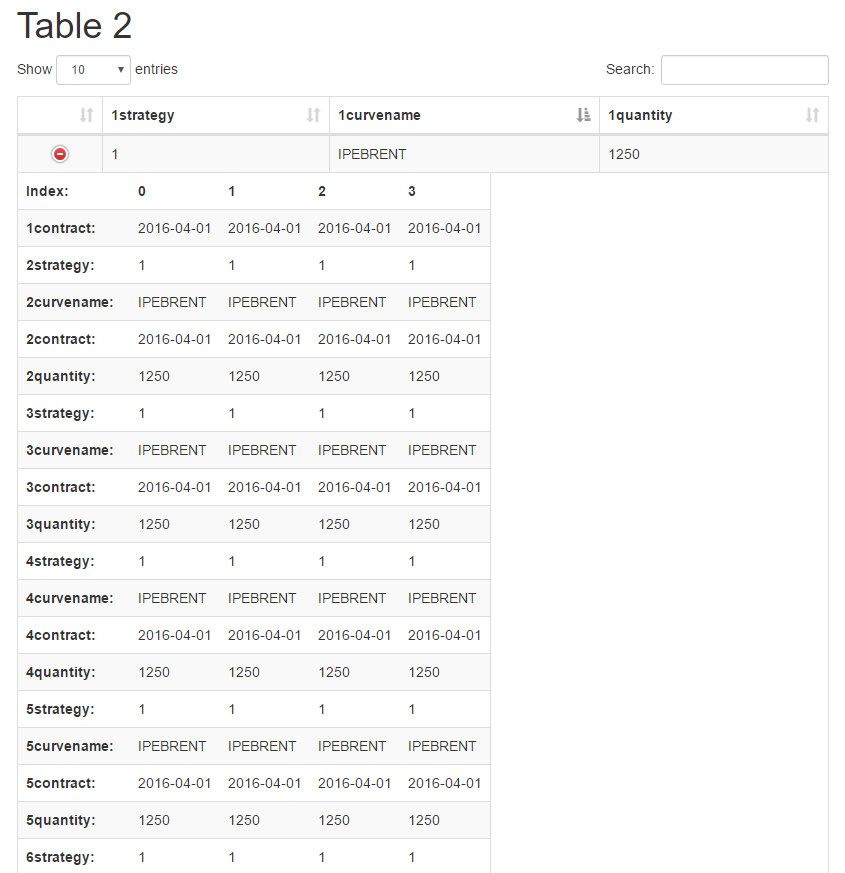 Table 2
Show 10 entries Search:
1strategy 1curvename 1quantity
1 IPEBRENT 1250
Index: 0 1 2 3
1contract: 2016-04-01 2016-04-01 2016-04-01 2016-04-01
2strategy: 1 1 1 1
2curvename: IPEBRENT IPEBRENT IPEBRENT IPEBRENT
2contract: 2016-04-01 2016-04-01 2016-04-01 2016-04-01
2quantity: 1250 1250 1250 1250
3strategy: 1 1 1 1
3curvename: IPEBRENT IPEBRENT IPEBRENT IPEBRENT
3contract: 2016-04-01 2016-04-01 2016-04-01 2016-04-01
3quantity: 1250 1250 1250 1250
4strategy: 1 1 1 1
4curvename: IPEBRENT IPEBRENT IPEBRENT IPEBRENT
4contract: 2016-04-01 2016-04-01 2016-04-01 2016-04-01
4quantity: 1250 1250 1250 1250
5strategy: 1 1 1 1
5curvename: IPEBRENT IPEBRENT IPEBRENT IPEBRENT
5contract: 2016-04-01 2016-04-01 2016-04-01 2016-04-01
5quantity: 1250 1250 1250 1250
6strategy: 1 1 1 1